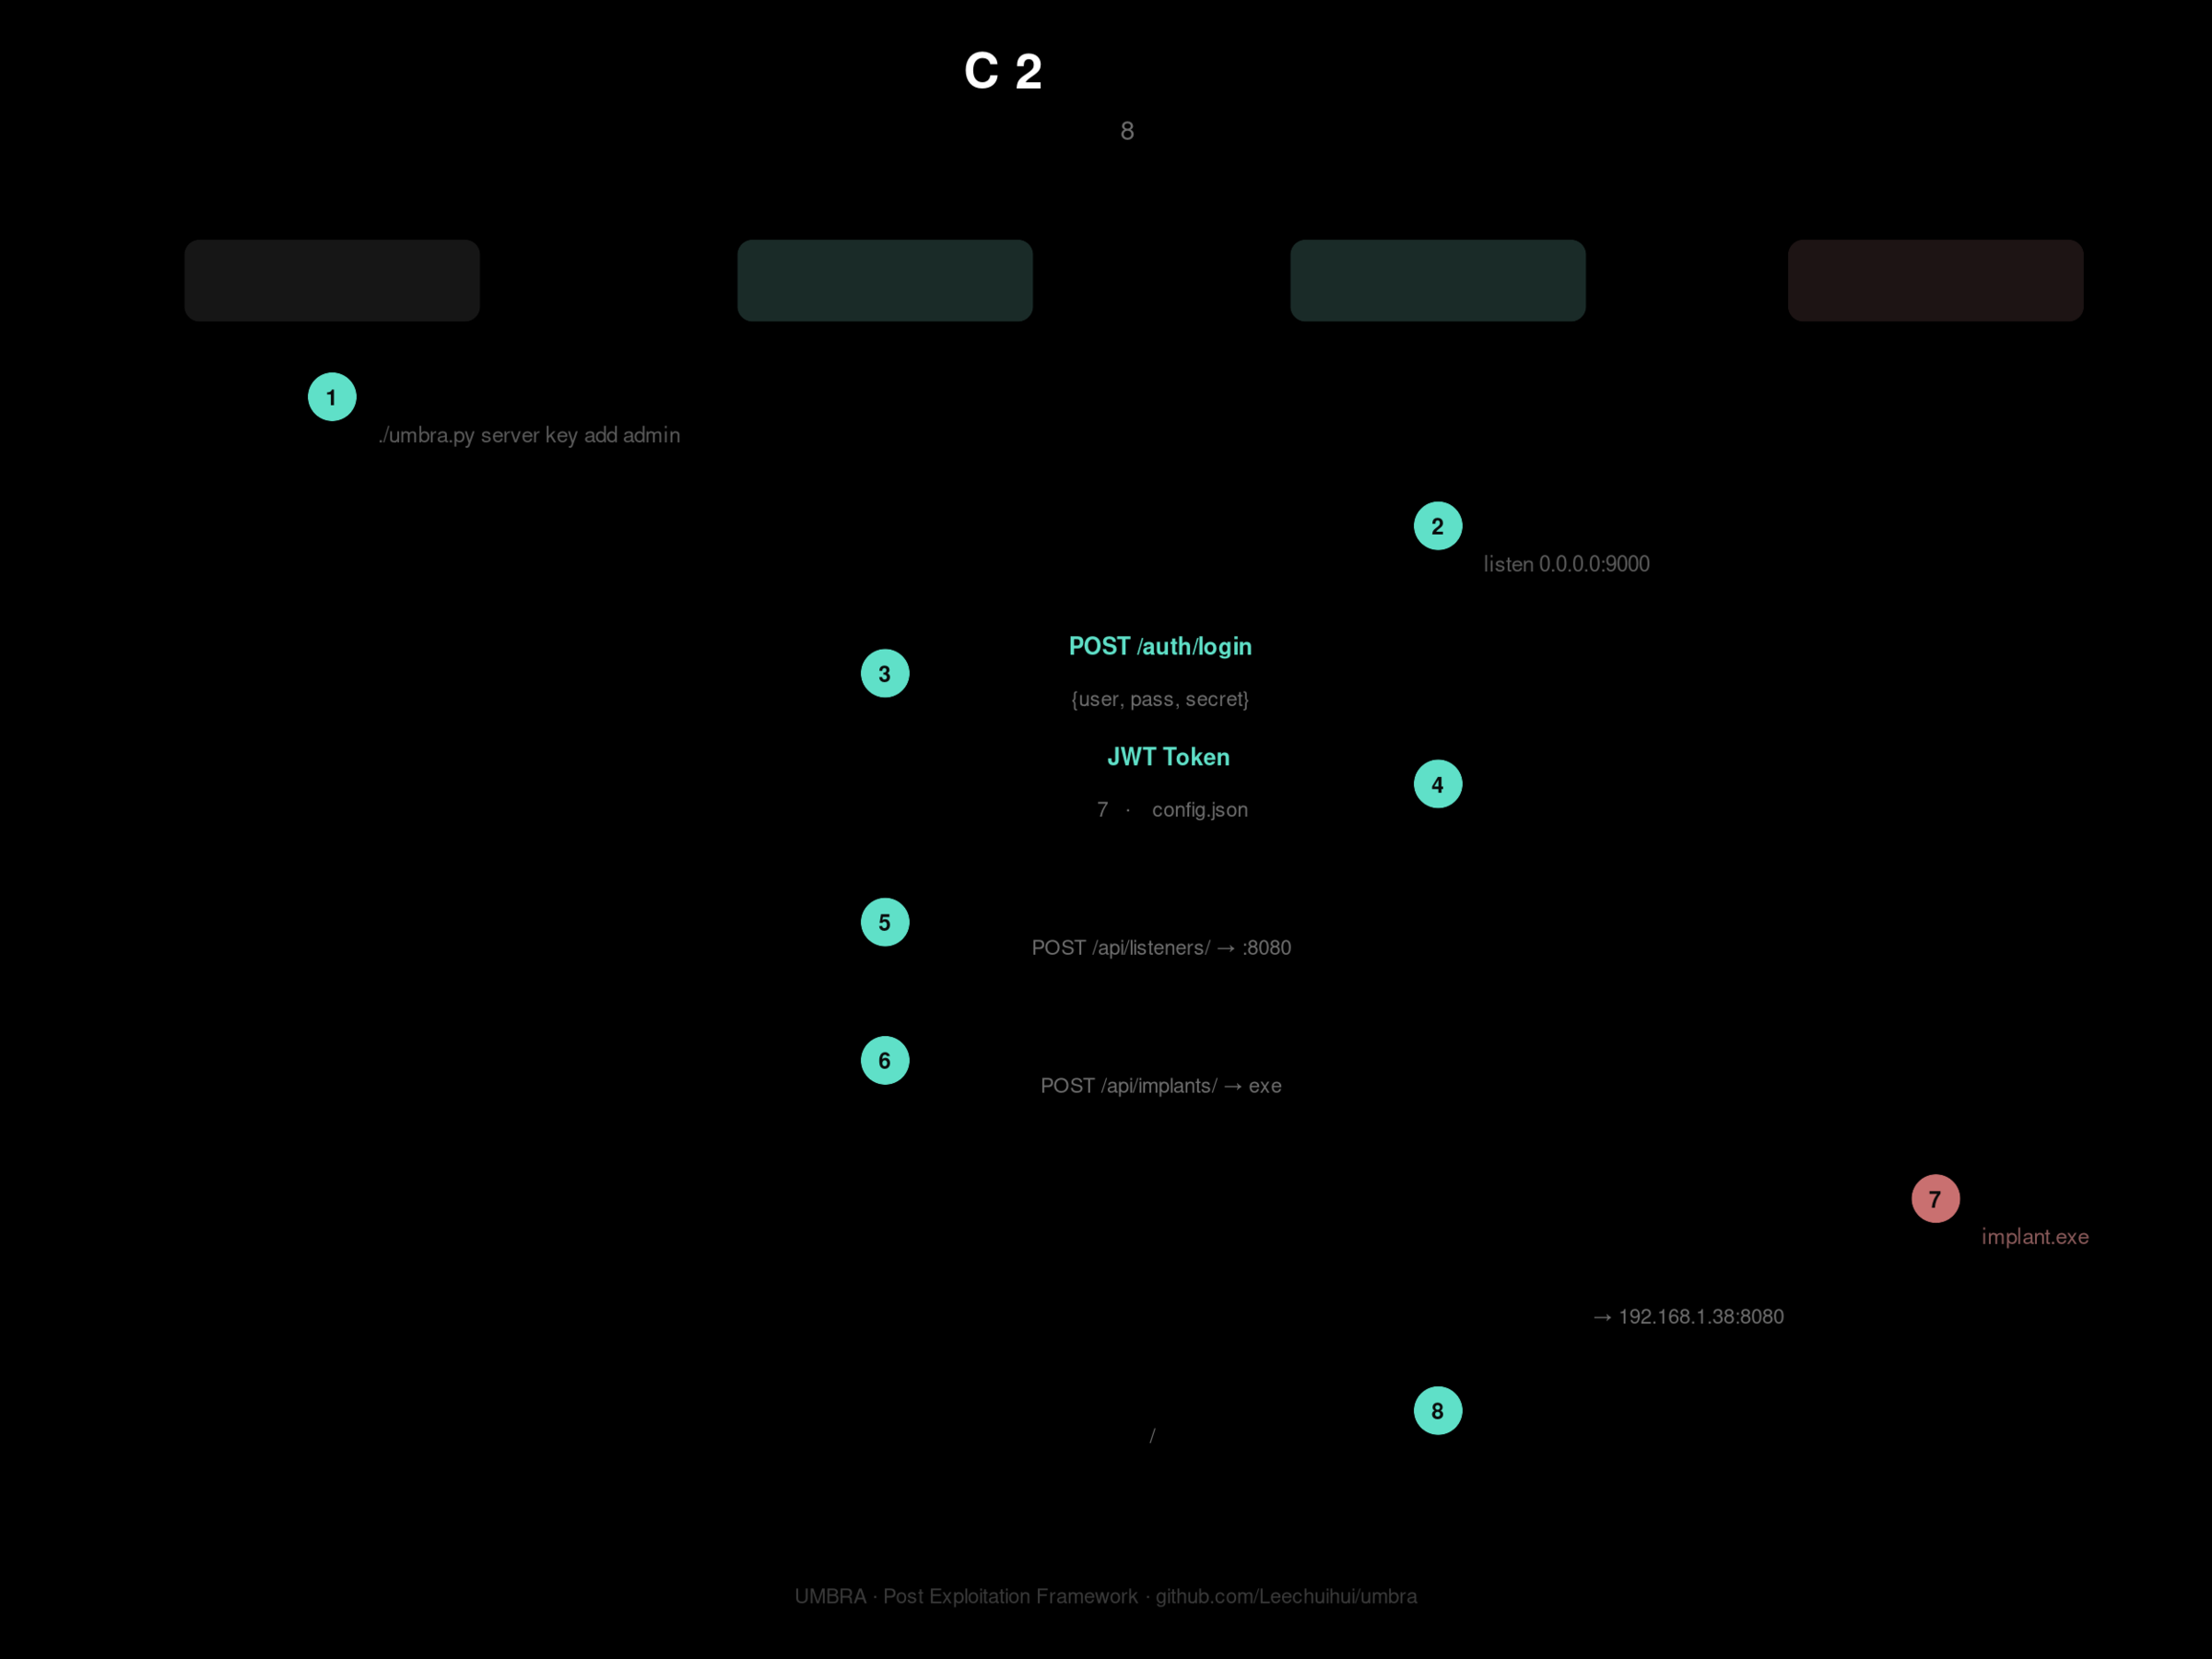 C 2
8
1
./umbra.py server key add admin
2
listen 0.0.0.0:9000
POST /auth/login
3
{user, pass, secret}
JWT Token
4
7 · config.json
5
POST /api/listeners/ → :8080
6
POST /api/implants/ → exe
7
implant.exe
→ 192.168.1.38:8080
8
/
UMBRA · Post Exploitation Framework · github.com/Leechuihui/umbra